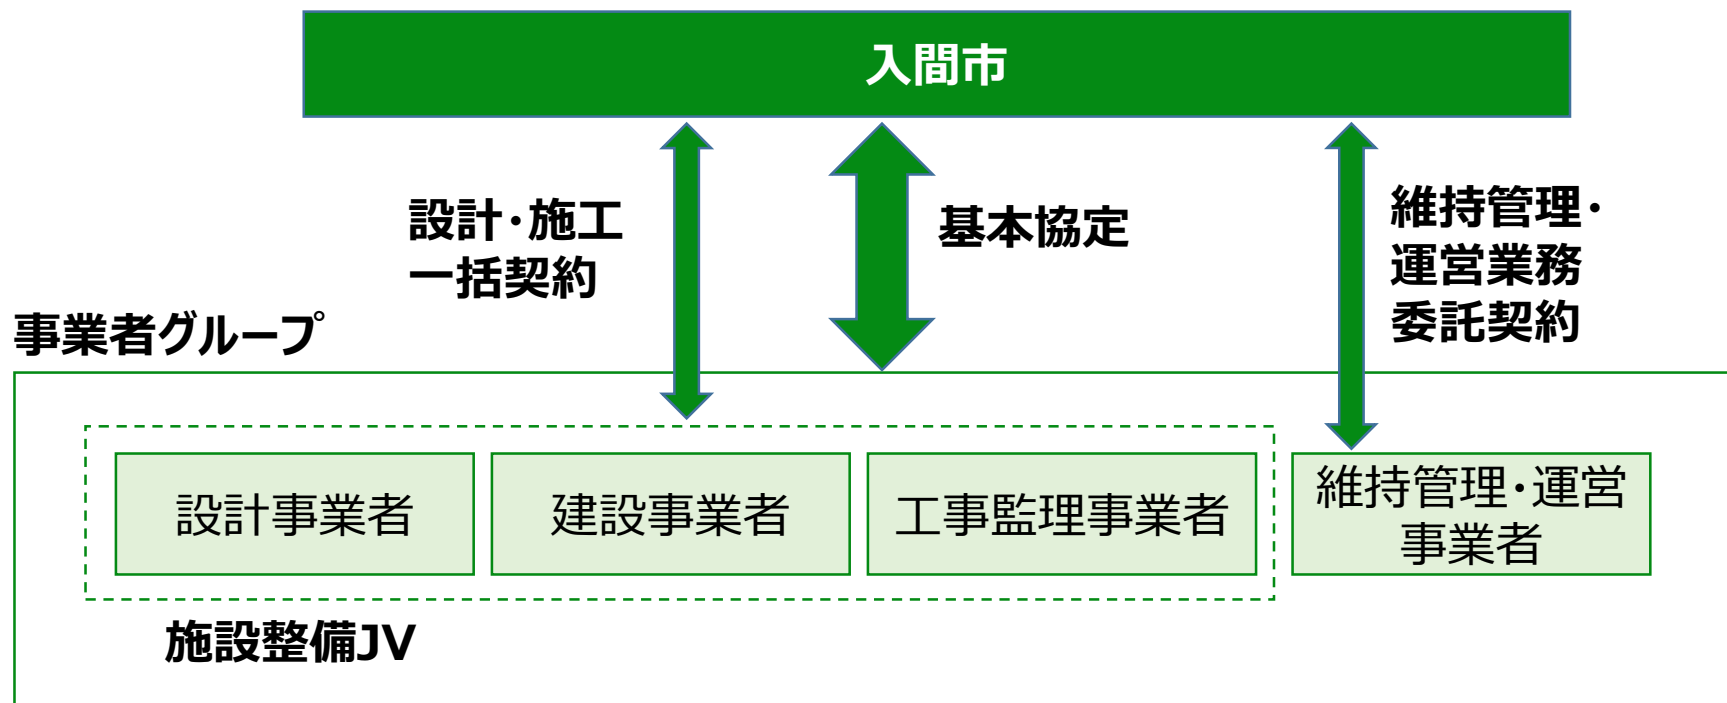 入間市
設計・施工
一括契約
基本協定
維持管理・
運営業務
委託契約
事業者グループ
設計事業者
建設事業者
工事監理事業者
維持管理・運営
事業者
施設整備JV